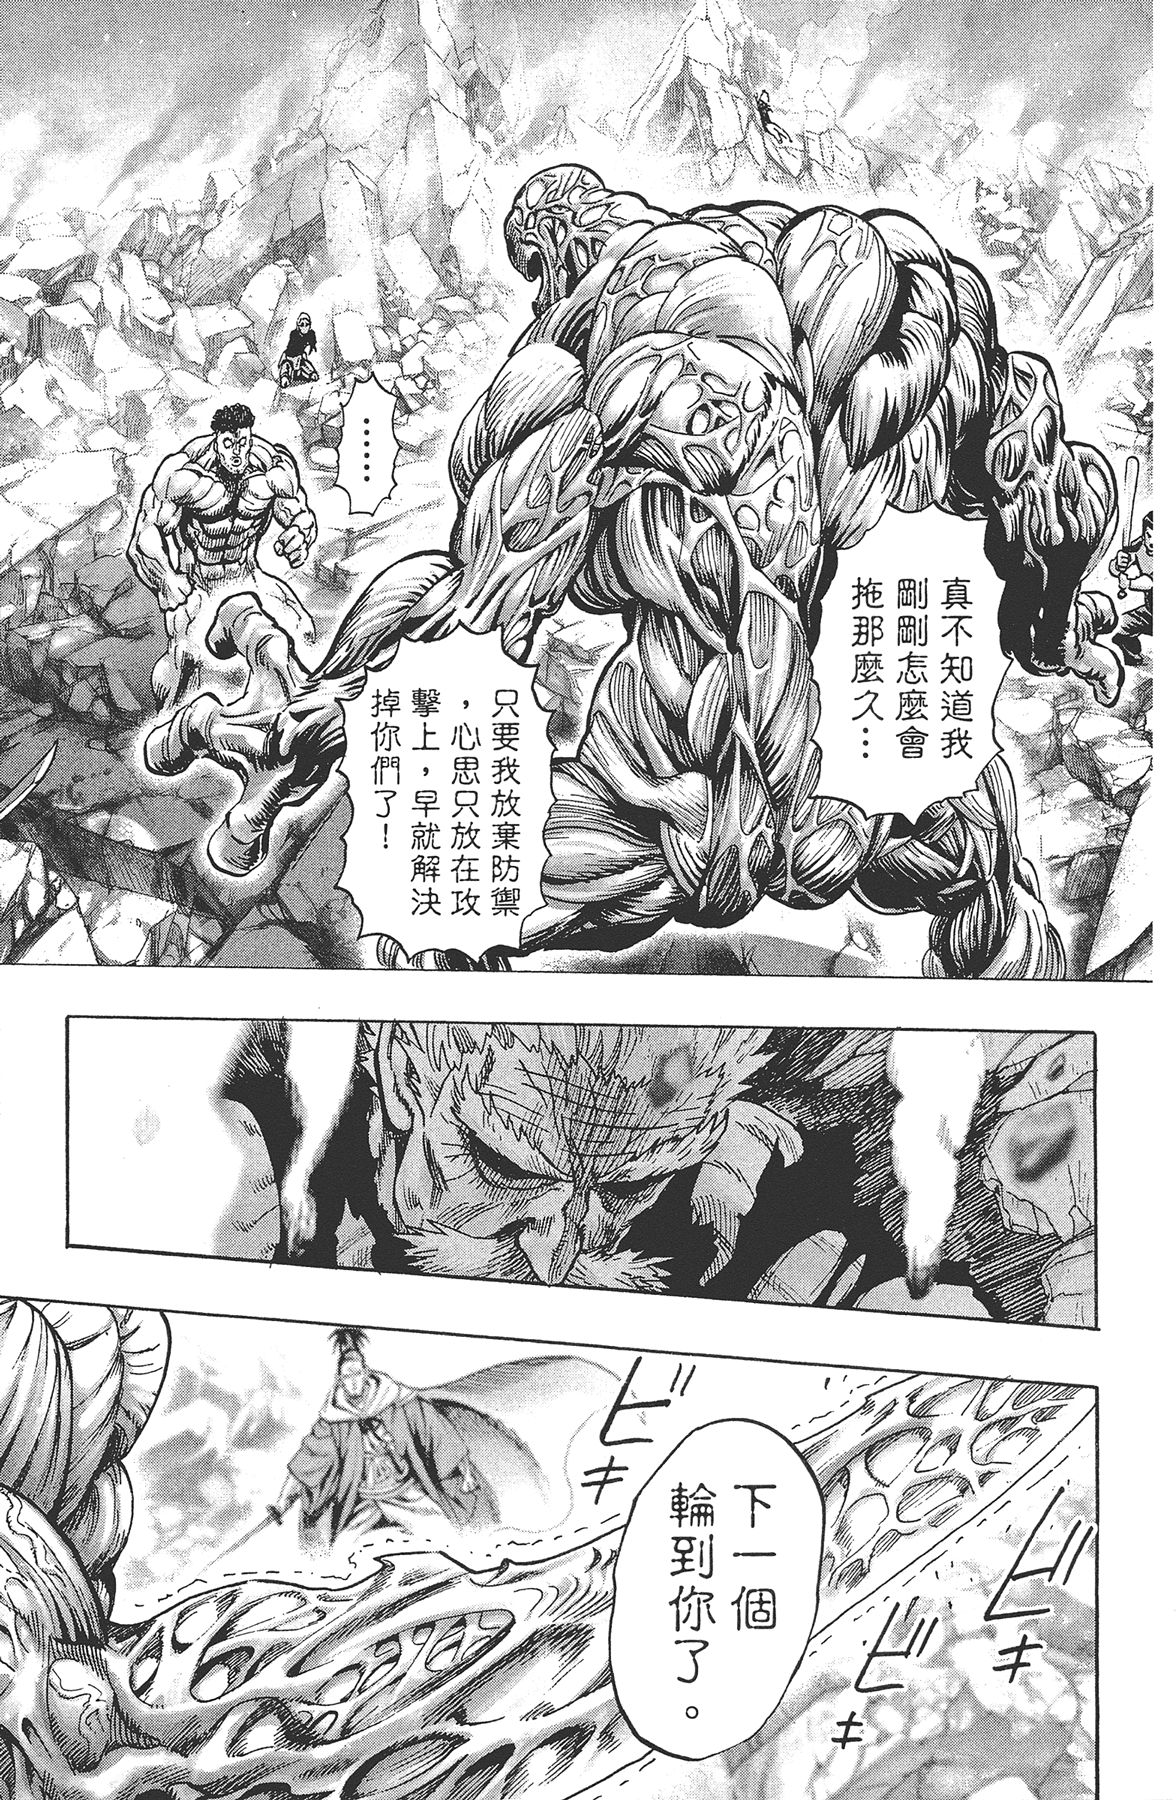 真不知道我
剛剛怎麼會
拖那麼久…
只要我放棄防禦
，心思只放在攻
擊上，早就解決
掉你們了！
……
ビキ
ビキ
ビキ
下一個
輪到你了。